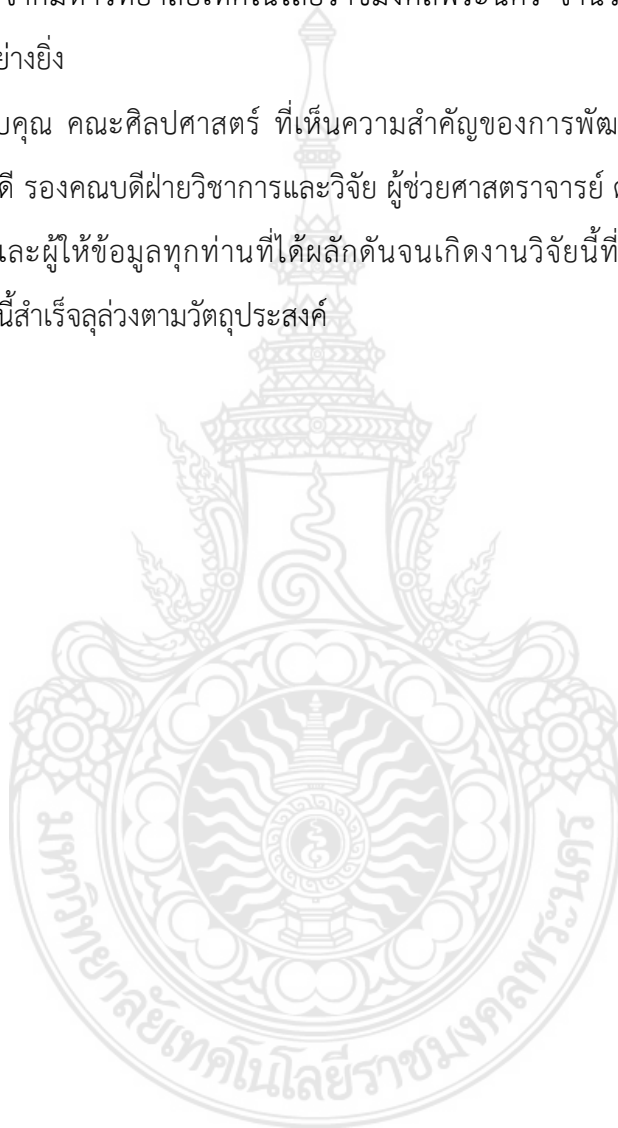 จากมหาวิทยาลัยเทคโนโลยีราชมงคลพระนคร
ย่างยิ่ง
บคุณ คณะศิลปศาสตร์ ที่เห็นความสำคัญของการพัฒ
ดี รองคณบดีฝ่ายวิชาการและวิจัย ผู้ช่วยศาสตราจารย์
และผู้ให้ข้อมูลทุกท่านที่ได้ผลักดันจนเกิดงานวิจัยนี้ที่
นี้สำเร็จลุล่วงตามวัตถุประสงค์
มหาวิทยาลัยเทคโนโลยีราชมงคลพระนคร